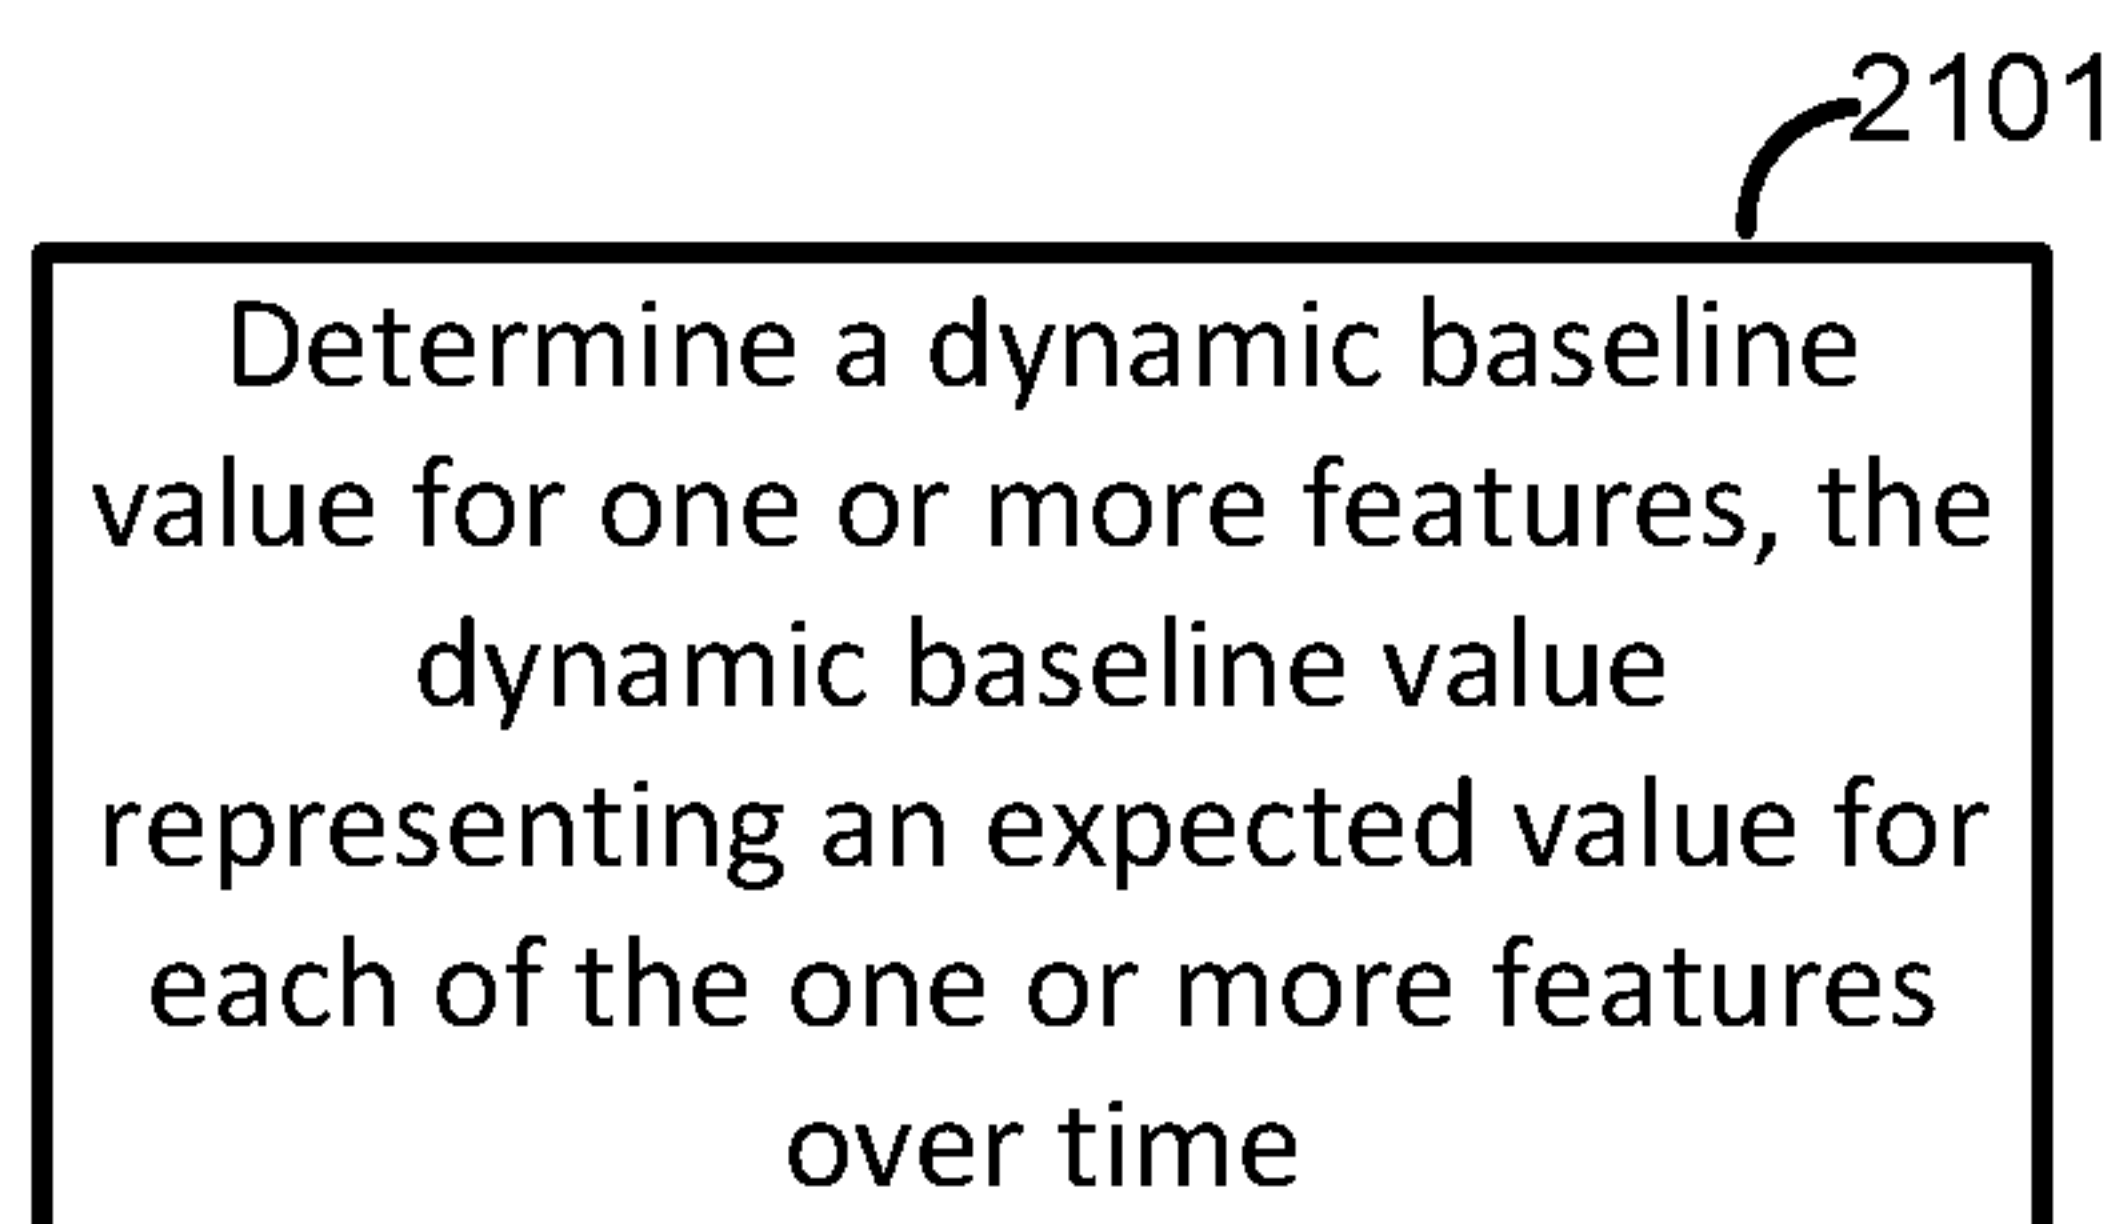 2101
Determine a dynamic baseline
value for one or more features, the
dynamic baseline value
representing an expected value for
each of the one or more features
over time